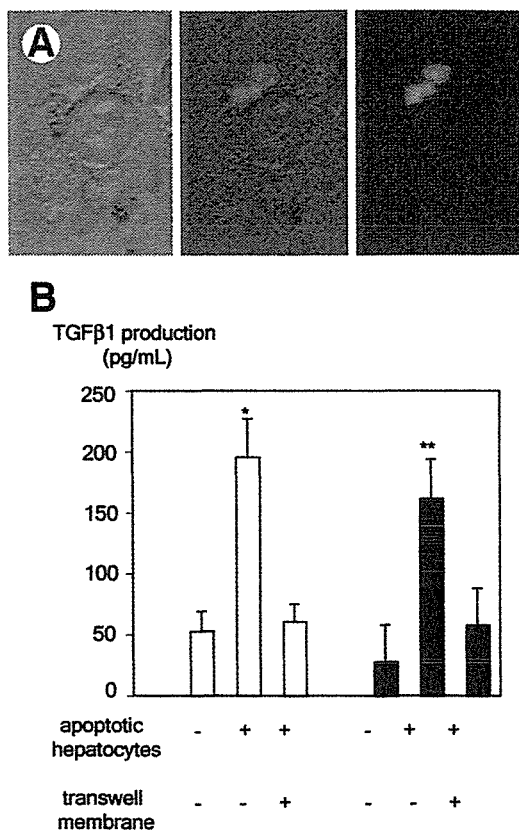 A
B
TGFβ1 production
(pg/mL)
250
200
150
100
50
0
* **
apoptotic
hepatocytes
- + + - + +
transwell
membrane
- - + - - +